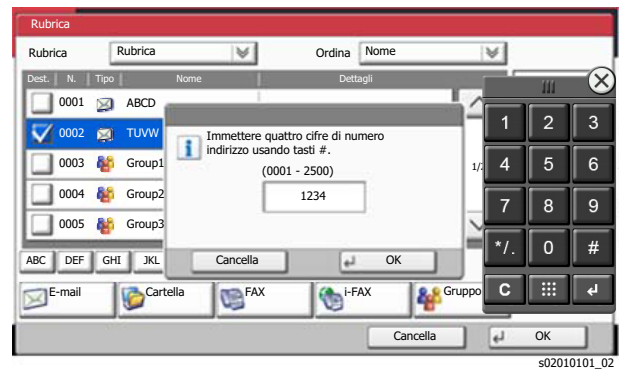 Rubrica
Rubrica Rubrica Ordina Nome
Dest. N. Tipo Nome Dettagli
0001 ABCD
0002 TUVW
0003 Group1
0004 Group2
0005 Group3
Immettere quattro cifre di numero
indirizzo usando tasti #.
(0001 - 2500)
1234
Cancella OK
1 2 3
4 5 6
7 8 9
*/. 0 #
C
ABC DEF GHI JKL
E-mail Cartella FAX i-FAX Gruppo
Cancella OK
s02010101_02